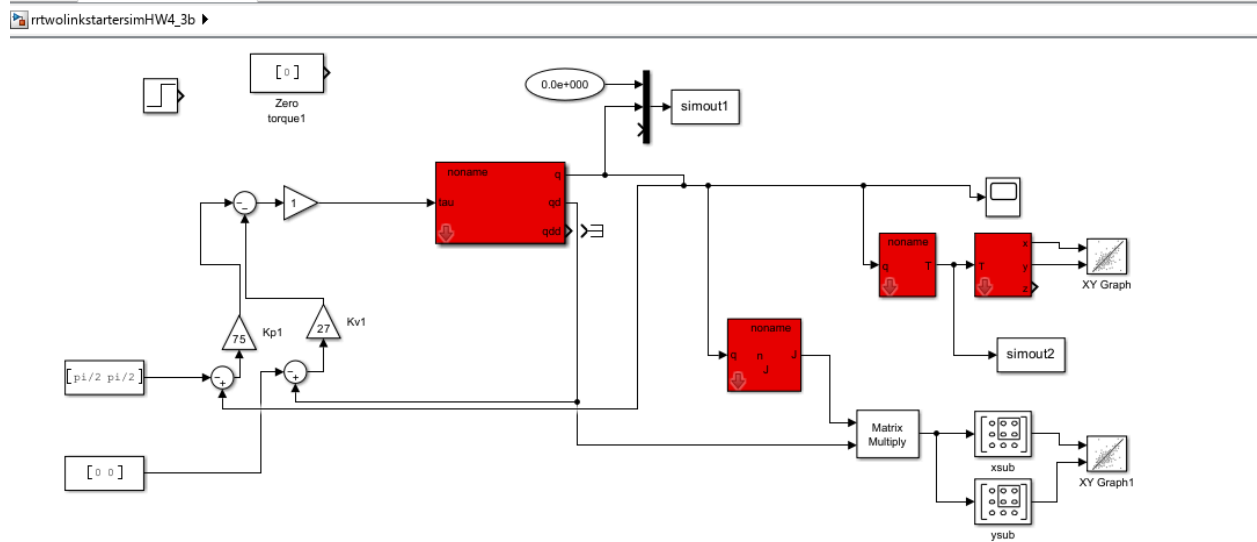 rrtwolinkstartersimHW4_3b
[ 0 ]
Zero
torque1
0.0e+000
simout1
noname
q
tau
qd
qdd
1
noname
q
T
T
x
y
z
XY Graph
75
Kp1
27
Kv1
noname
q
n
J
J
simout2
[pi/2 pi/2]
Matrix
Multiply
xsub
XY Graph1
[0 0]
ysub